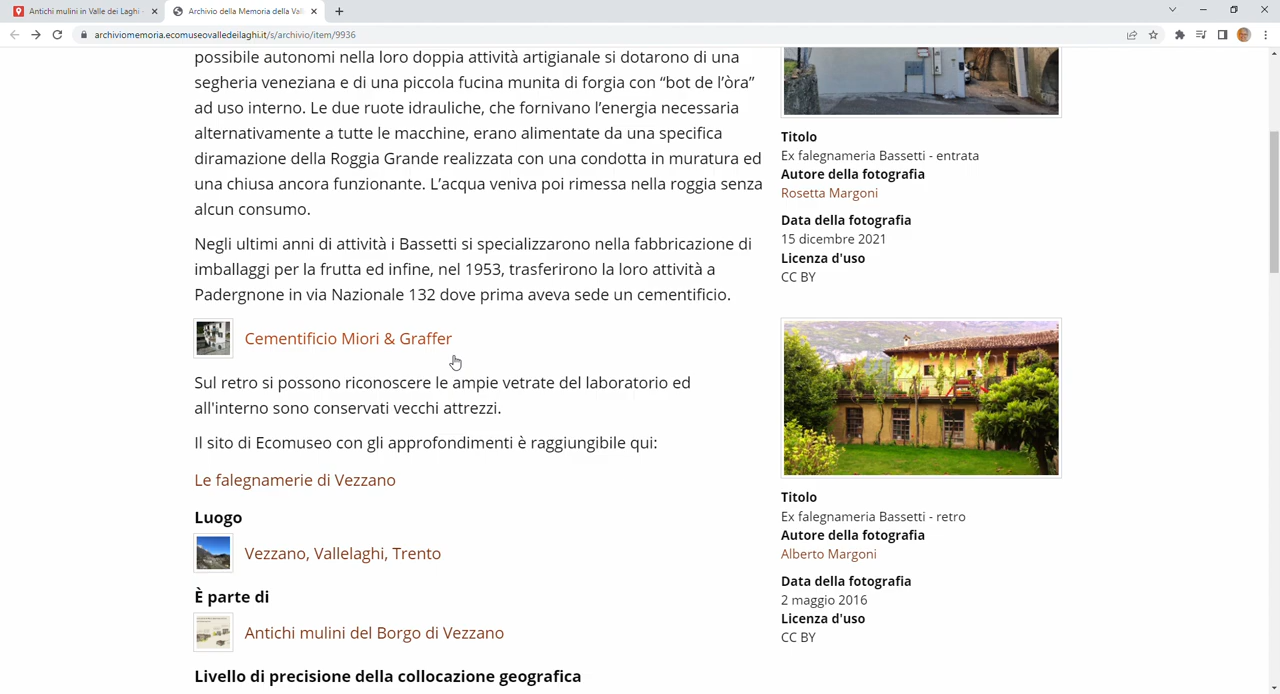 Antichi mulini in Valle dei Laghi -
Archivio della Memoria della Val
archiviomemoria.ecomuseovalledeilaghi.it/s/archivio/item/9936
possibile autonomi nella loro doppia attività artigianale si dotarono di una
segheria veneziana e di una piccola fucina munita di forgia con “bot de l’òra”
ad uso interno. Le due ruote idrauliche, che fornivano l’energia necessaria
alternativamente a tutte le macchine, erano alimentate da una specifica
diramazione della Roggia Grande realizzata con una condotta in muratura ed
una chiusa ancora funzionante. L’acqua veniva poi rimessa nella roggia senza
alcun consumo.
Negli ultimi anni di attività i Bassetti si specializzarono nella fabbricazione di
imballaggi per la frutta ed infine, nel 1953, trasferirono la loro attività a
Padergnone in via Nazionale 132 dove prima aveva sede un cementificio.
Cementificio Miori & Graffer
Sul retro si possono riconoscere le ampie vetrate del laboratorio ed
all'interno sono conservati vecchi attrezzi.
Il sito di Ecomuseo con gli approfondimenti è raggiungibile qui:
Le falegnamerie di Vezzano
Luogo
Vezzano, Vallelaghi, Trento
È parte di
Antichi mulini del Borgo di Vezzano
Livello di precisione della collocazione geografica
Titolo
Ex falegnameria Bassetti - entrata
Autore della fotografia
Rosetta Margoni
Data della fotografia
15 dicembre 2021
Licenza d'uso
CC BY
Titolo
Ex falegnameria Bassetti - retro
Autore della fotografia
Alberto Margoni
Data della fotografia
2 maggio 2016
Licenza d'uso
CC BY